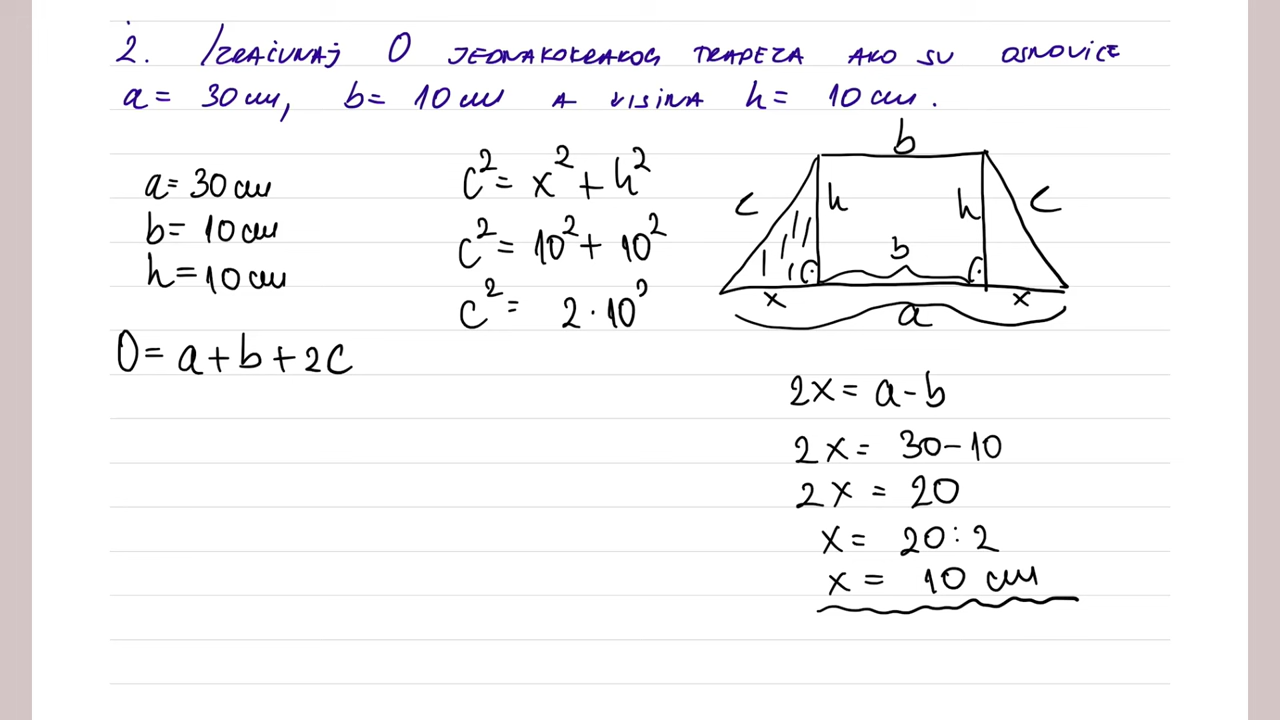 2. IZRAČUNAJ O JEDNAKOKRAKOG TRAPEZA AKO SU OSNOVICE
a = 30 cm, b = 10 cm A VISINA h = 10 cm.
a = 30 cm
b = 10 cm
h = 10 cm
O = a + b + 2c
c² = x² + h²
c² = 10² + 10²
c² = 2 · 10²
b
c
h
h
c
b
x
x
a
2x = a - b
2x = 30 - 10
2x = 20
x = 20 : 2
x = 10 cm